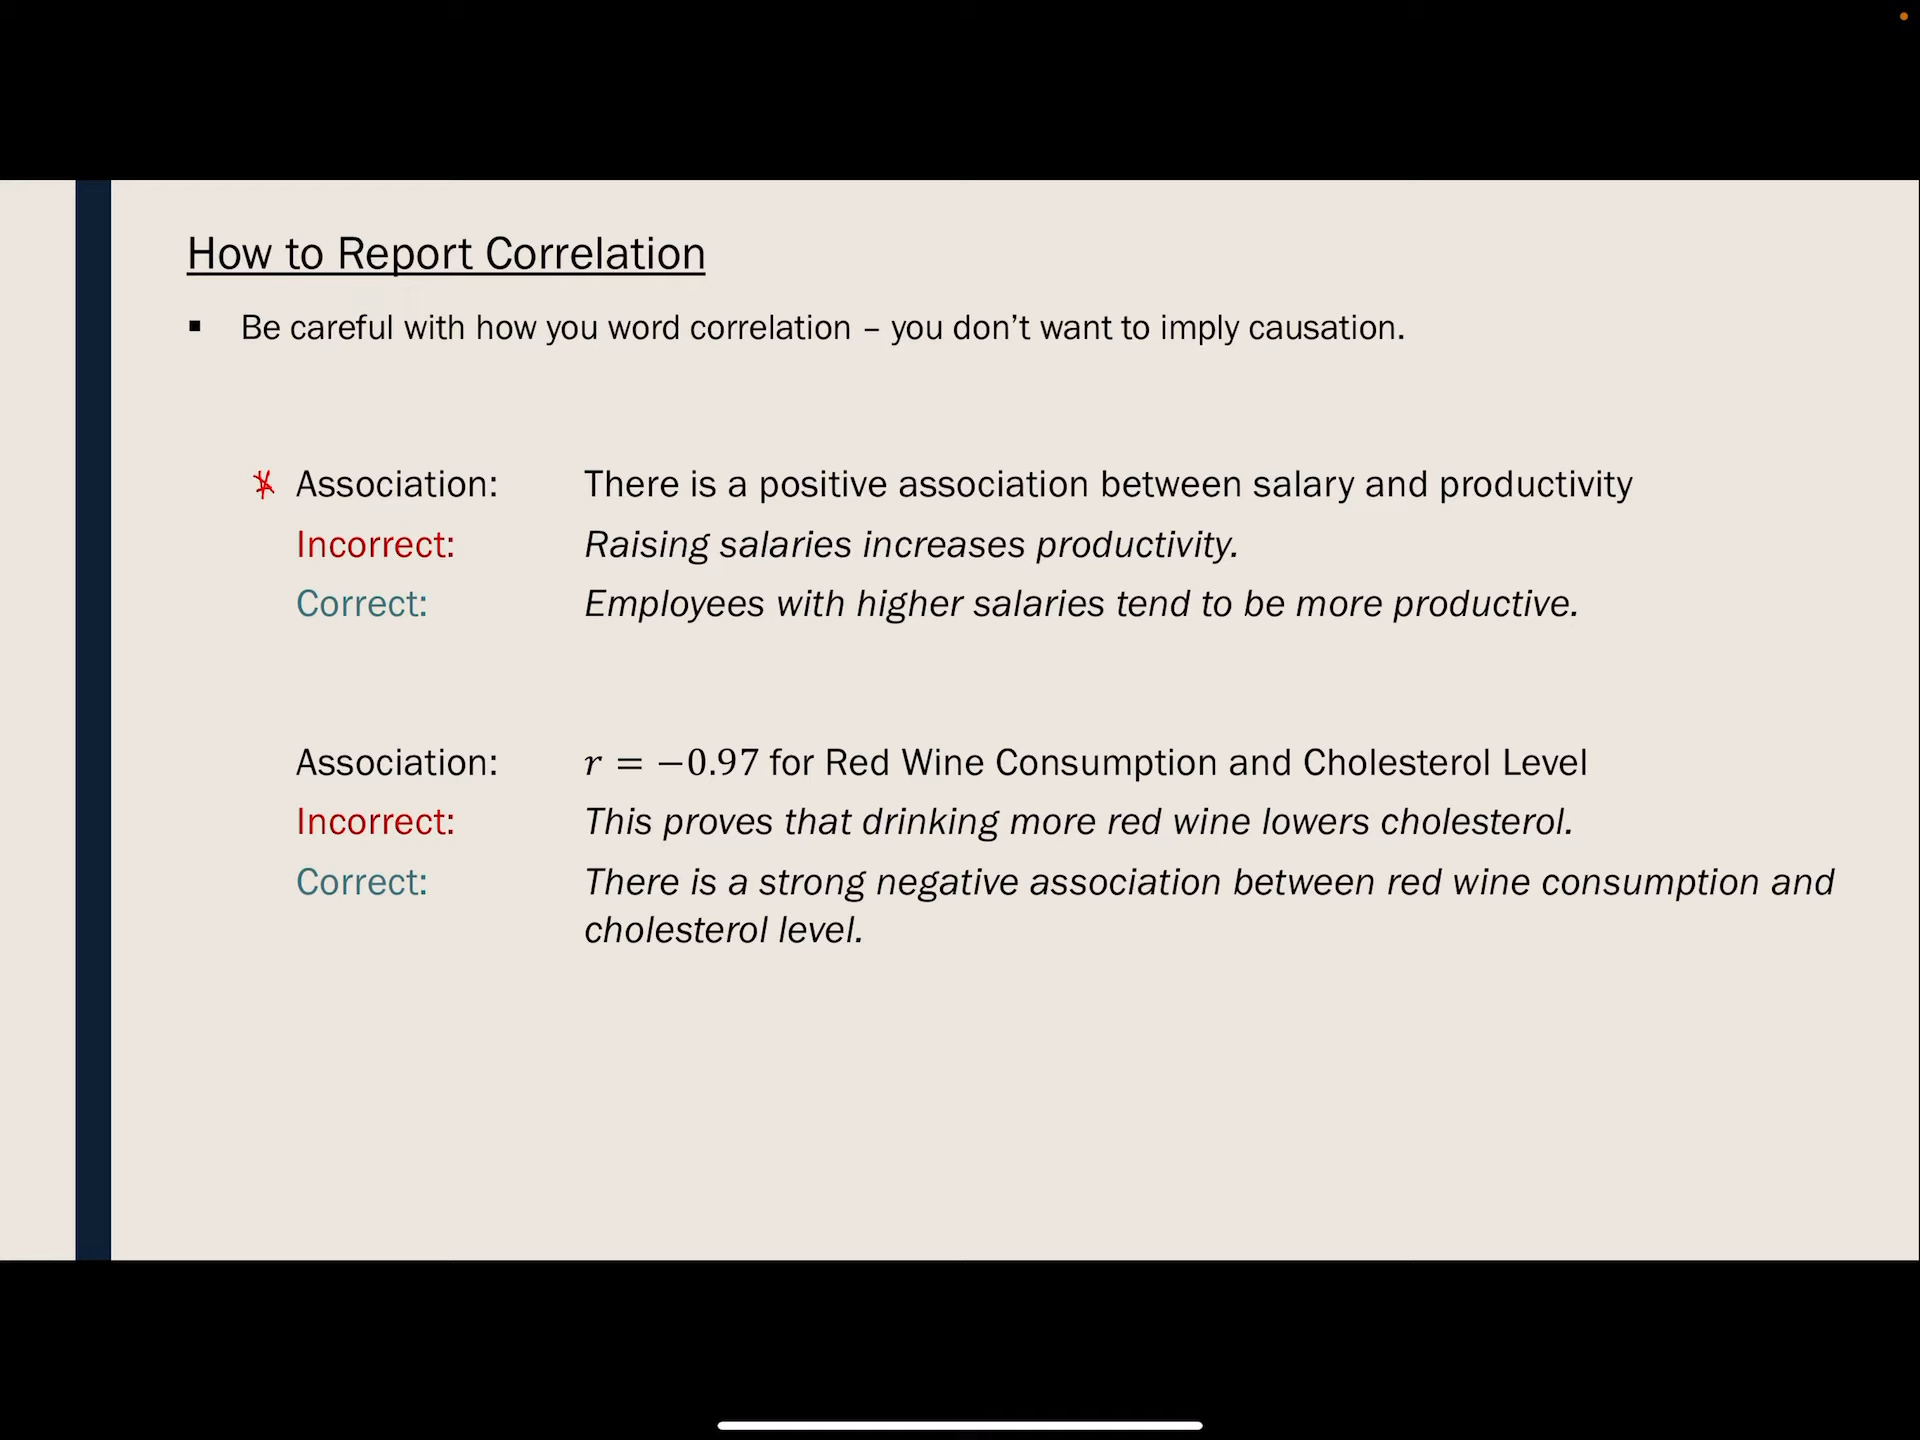 How to Report Correlation
▪ Be careful with how you word correlation – you don't want to imply causation.
* Association: There is a positive association between salary and productivity
Incorrect: Raising salaries increases productivity.
Correct: Employees with higher salaries tend to be more productive.
Association: r = −0.97 for Red Wine Consumption and Cholesterol Level
Incorrect: This proves that drinking more red wine lowers cholesterol.
Correct: There is a strong negative association between red wine consumption and
cholesterol level.